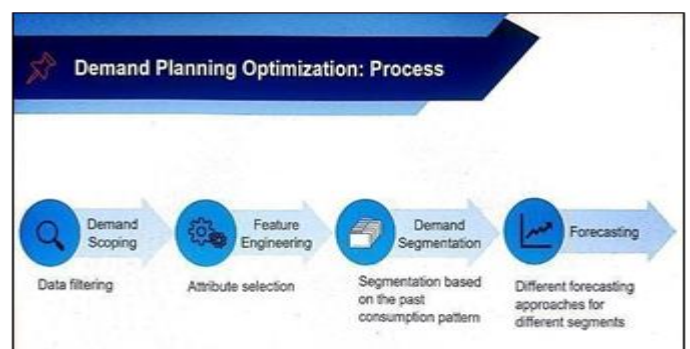 Demand Planning Optimization: Process
Demand
Scoping
Data filtering
Feature
Engineering
Attribute selection
Demand
Segmentation
Segmentation based
on the past
consumption pattern
Forecasting
Different forecasting
approaches for
different segments